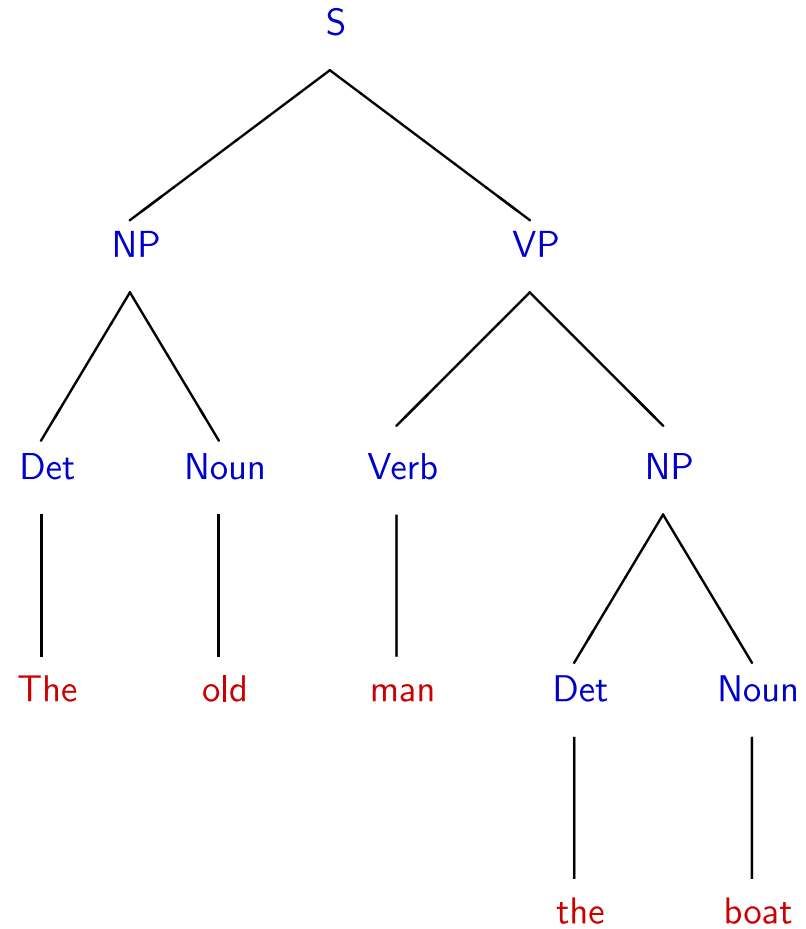 S
NP VP
Det Noun Verb NP
The old man Det Noun
the boat